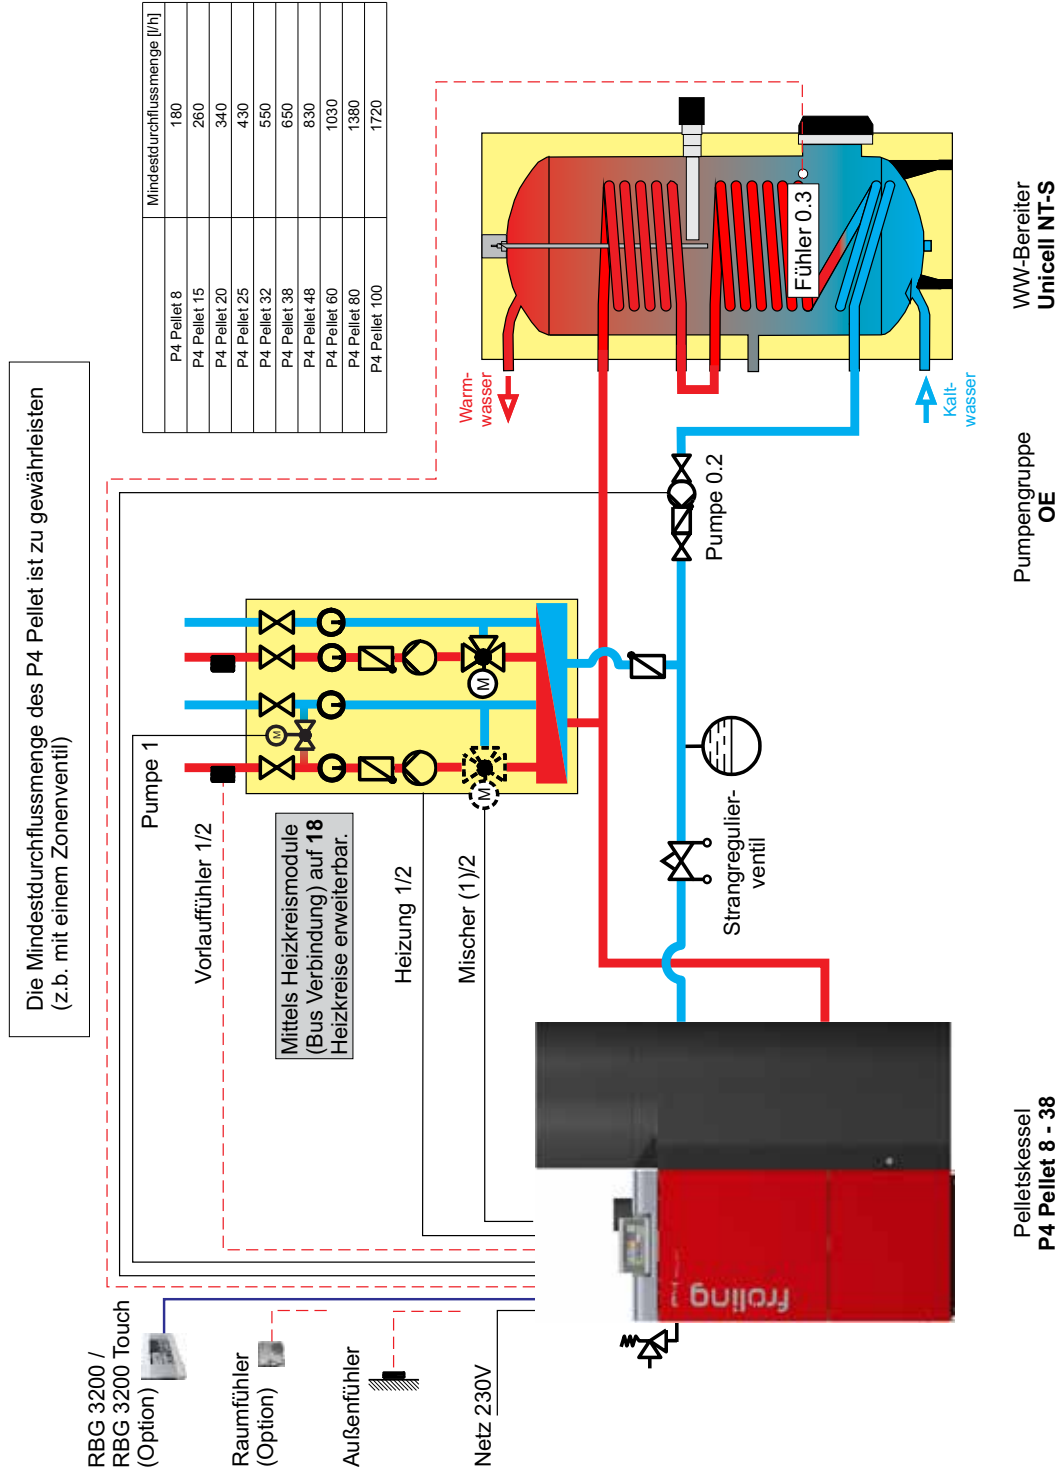 Die Mindestdurchflussmenge des P4 Pellet ist zu gewährleisten
(z.b. mit einem Zonenventil)
Mindestdurchflussmenge [l/h]
P4 Pellet 8 180
P4 Pellet 15 260
P4 Pellet 20 340
P4 Pellet 25 430
P4 Pellet 32 550
P4 Pellet 38 650
P4 Pellet 48 830
P4 Pellet 60 1030
P4 Pellet 80 1380
P4 Pellet 100 1720
RBG 3200 /
RBG 3200 Touch
(Option)
Raumfühler
(Option)
Außenfühler
Netz 230V
Pumpe 1
Vorlauffühler 1/2
Mittels Heizkreismodule
(Bus Verbindung) auf 18
Heizkreise erweiterbar.
Heizung 1/2
Mischer (1)/2
M
M
M
Warm-
wasser
Fühler 0.3
Kalt-
wasser
Pumpe 0.2
Strangregulier-
ventil
froling
Pelletskessel
P4 Pellet 8 - 38
Pumpengruppe
OE
WW-Bereiter
Unicell NT-S